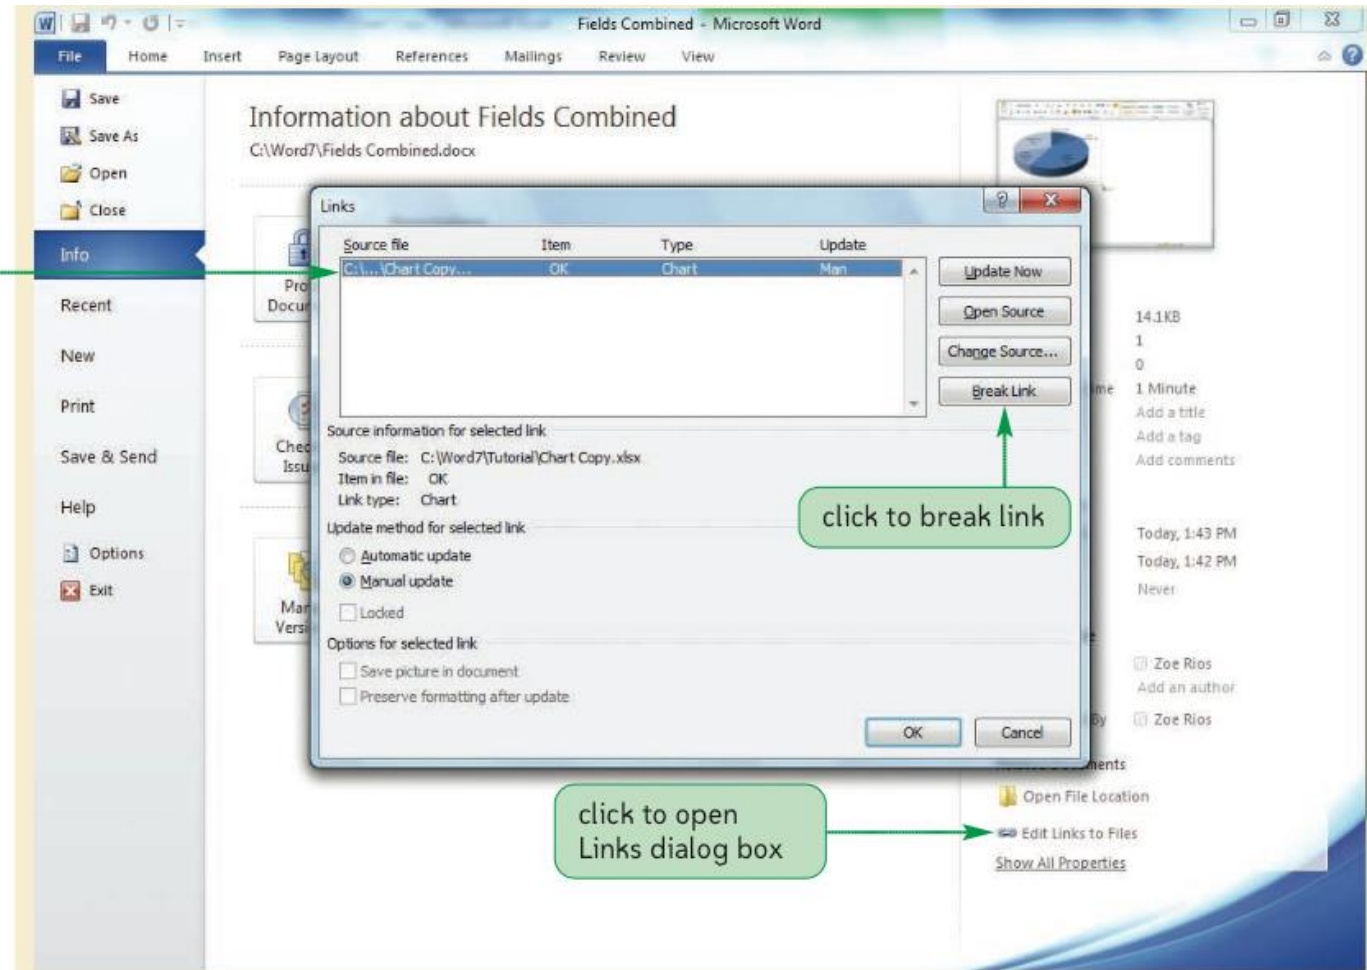 Fields Combined - Microsoft Word
File Home Insert Page Layout References Mailings Review View
Save
Save As
Open
Close
Info
Recent
New
Print
Save & Send
Help
Options
Exit
Information about Fields Combined
C:\Word7\Fields Combined.docx
Links
Source file Item Type Update
C:\...\Chart Copy... OK Chart Man
Update Now
Open Source
Change Source...
Break Link
Source information for selected link
Source file: C:\Word7\Tutorial\Chart Copy.xlsx
Item in file: OK
Link type: Chart
Update method for selected link
Automatic update
Manual update
Locked
Options for selected link
Save picture in document
Preserve formatting after update
OK Cancel
click to break link
click to open
Links dialog box
14.1KB
1
0
1 Minute
Add a title
Add a tag
Add comments
Today, 1:43 PM
Today, 1:42 PM
Never
Zoe Rios
Add an author
By Zoe Rios
Open File Location
Edit Links to Files
Show All Properties